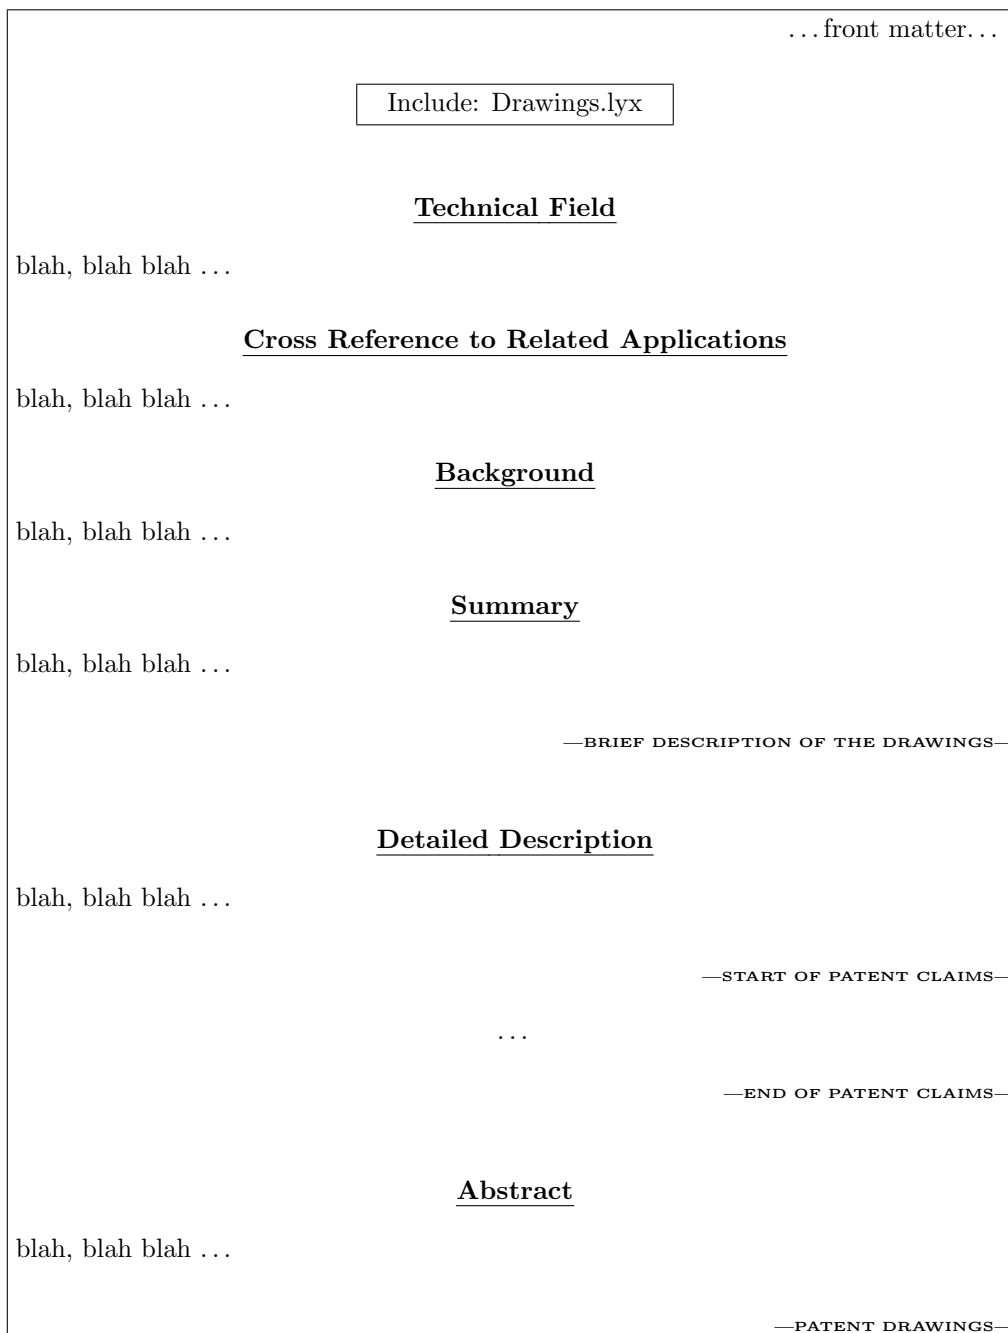 ...front matter...
Include: Drawings.lyx
Technical Field
blah, blah blah ...
Cross Reference to Related Applications
blah, blah blah ...
Background
blah, blah blah ...
Summary
blah, blah blah ...
—BRIEF DESCRIPTION OF THE DRAWINGS—
Detailed Description
blah, blah blah ...
—START OF PATENT CLAIMS—
...
—END OF PATENT CLAIMS—
Abstract
blah, blah blah ...
—PATENT DRAWINGS—